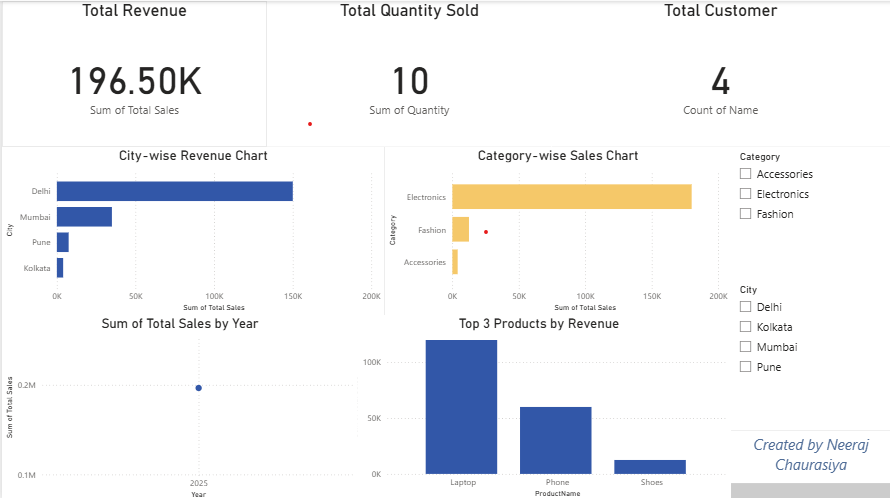 Total Revenue
Total Quantity Sold
Total Customer
196.50K
Sum of Total Sales
10
Sum of Quantity
4
Count of Name
City-wise Revenue Chart
City
Delhi
Mumbai
Pune
Kolkata
0K 50K 100K 150K 200K
Sum of Total Sales
Category-wise Sales Chart
Category
Electronics
Fashion
Accessories
0K 50K 100K 150K 200K
Sum of Total Sales
Category
Accessories
Electronics
Fashion
City
Delhi
Kolkata
Mumbai
Pune
Sum of Total Sales by Year
Sum of Total Sales
0.2M
0.1M
2025
Year
Top 3 Products by Revenue
100K
50K
0K
Laptop Phone Shoes
ProductName
Created by Neeraj
Chaurasiya